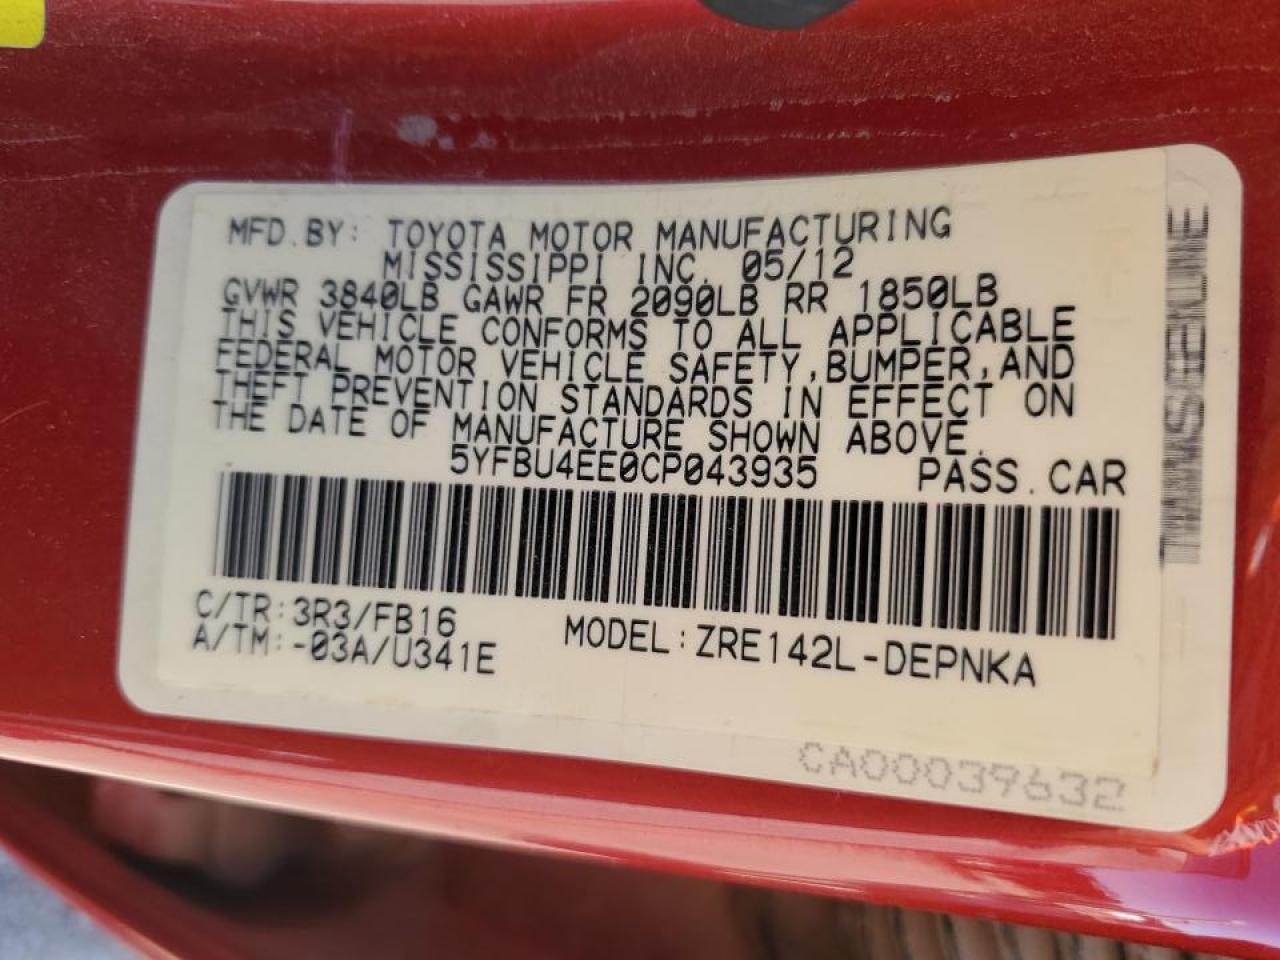 MFD.BY: TOYOTA MOTOR MANUFACTURING
MISSISSIPPI INC. 05/12
GVWR 3840LB GAWR FR 2090LB RR 1850LB
THIS VEHICLE CONFORMS TO ALL APPLICABLE
FEDERAL MOTOR VEHICLE SAFETY,BUMPER,AND
THEFT PREVENTION STANDARDS IN EFFECT ON
THE DATE OF MANUFACTURE SHOWN ABOVE.
5YFBU4EE0CP043935 PASS.CAR
C/TR:3R3/FB16
A/TM:-03A/U341E
MODEL:ZRE142L-DEPNKA
CA00039632